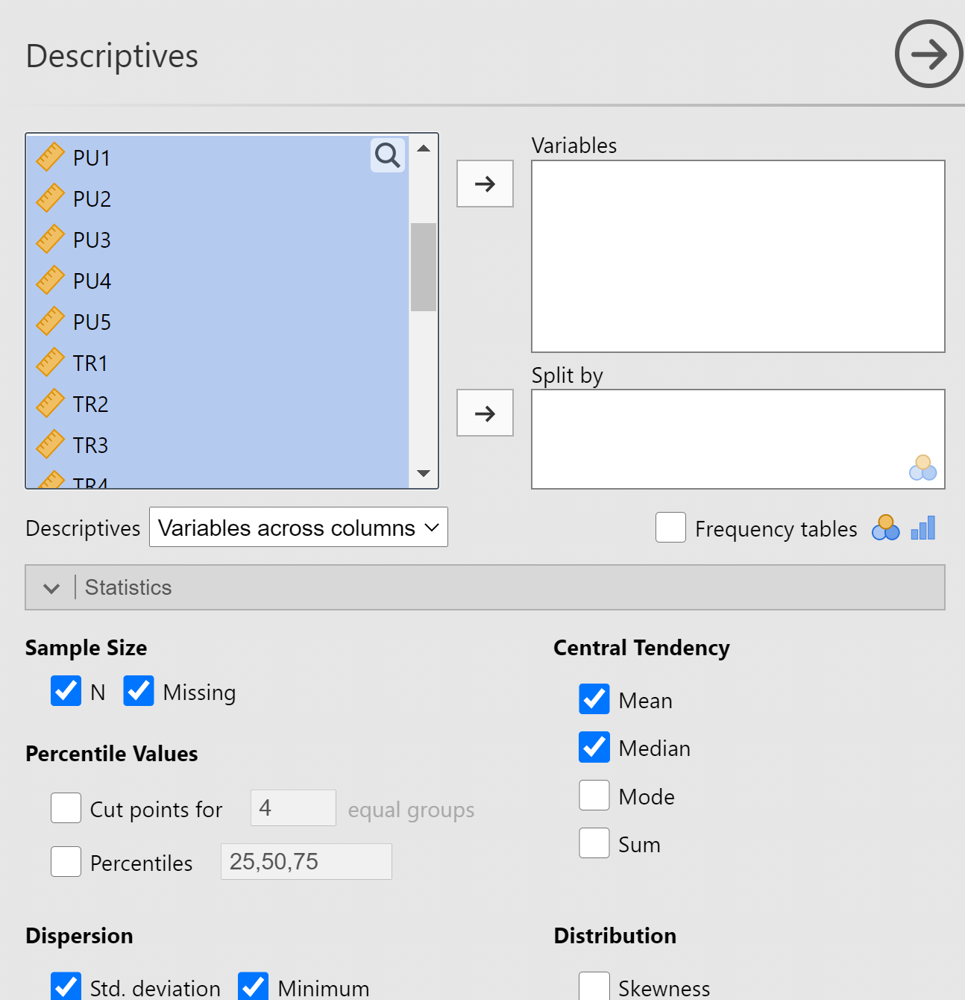 Descriptives
PU1
PU2
PU3
PU4
PU5
TR1
TR2
TR3
TR4
Variables
Split by
Descriptives Variables across columns
Frequency tables
Statistics
Sample Size
N Missing
Percentile Values
Cut points for 4 equal groups
Percentiles 25,50,75
Central Tendency
Mean
Median
Mode
Sum
Dispersion
Std. deviation Minimum
Distribution
Skewness